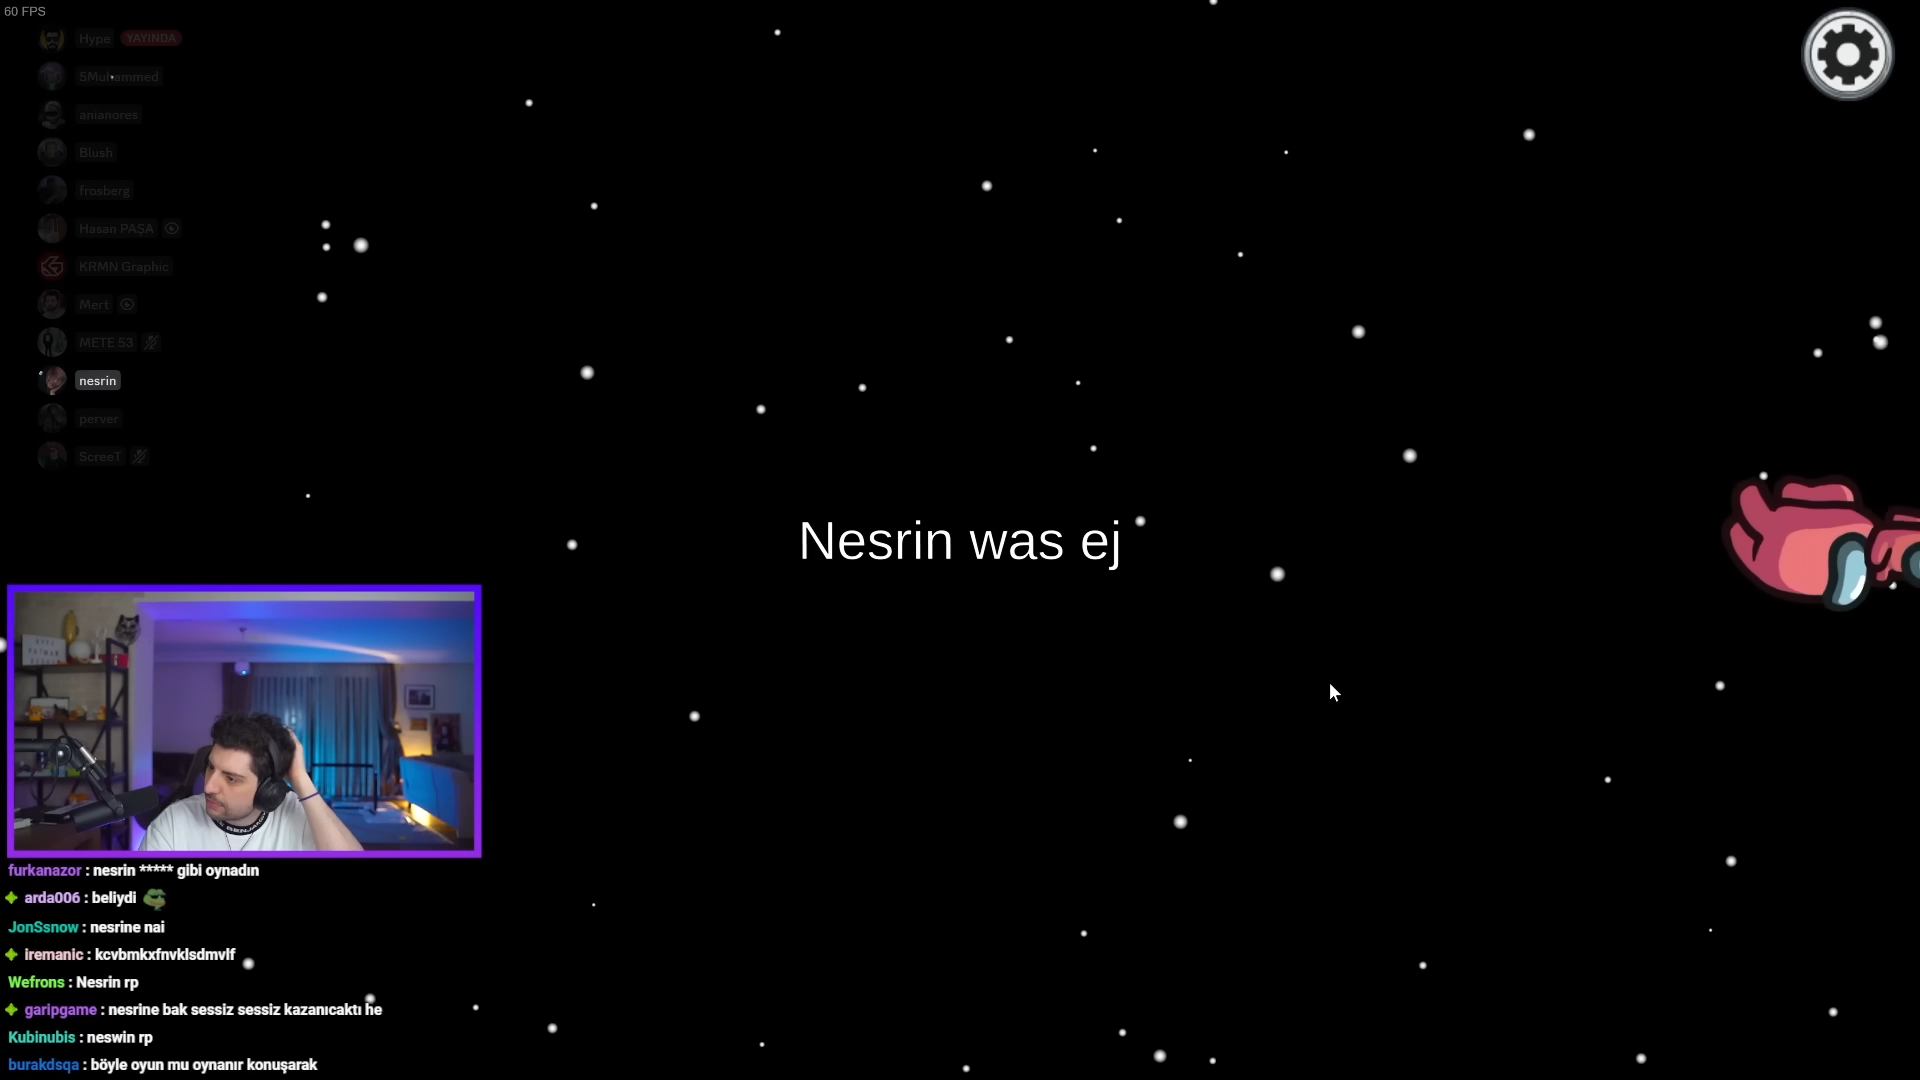 60 FPS
Hype YAYINDA
SMuhammed
anianores
Blush
frosberg
Hasan PAŞA
KRMN Graphic
Mert
METE 53
nesrin
perver
ScreeT
Nesrin was ej
furkanazor : nesrin ***** gibi oynadın
arda006 : beliydi
JonSsnow : nesrine nai
iremanic : kcvbmkxfnvklsdmvlf
Wefrons : Nesrin rp
garipgame : nesrine bak sessiz sessiz kazanıcaktı he
Kubinubis : neswin rp
burakdsqa : böyle oyun mu oynanır konuşarak